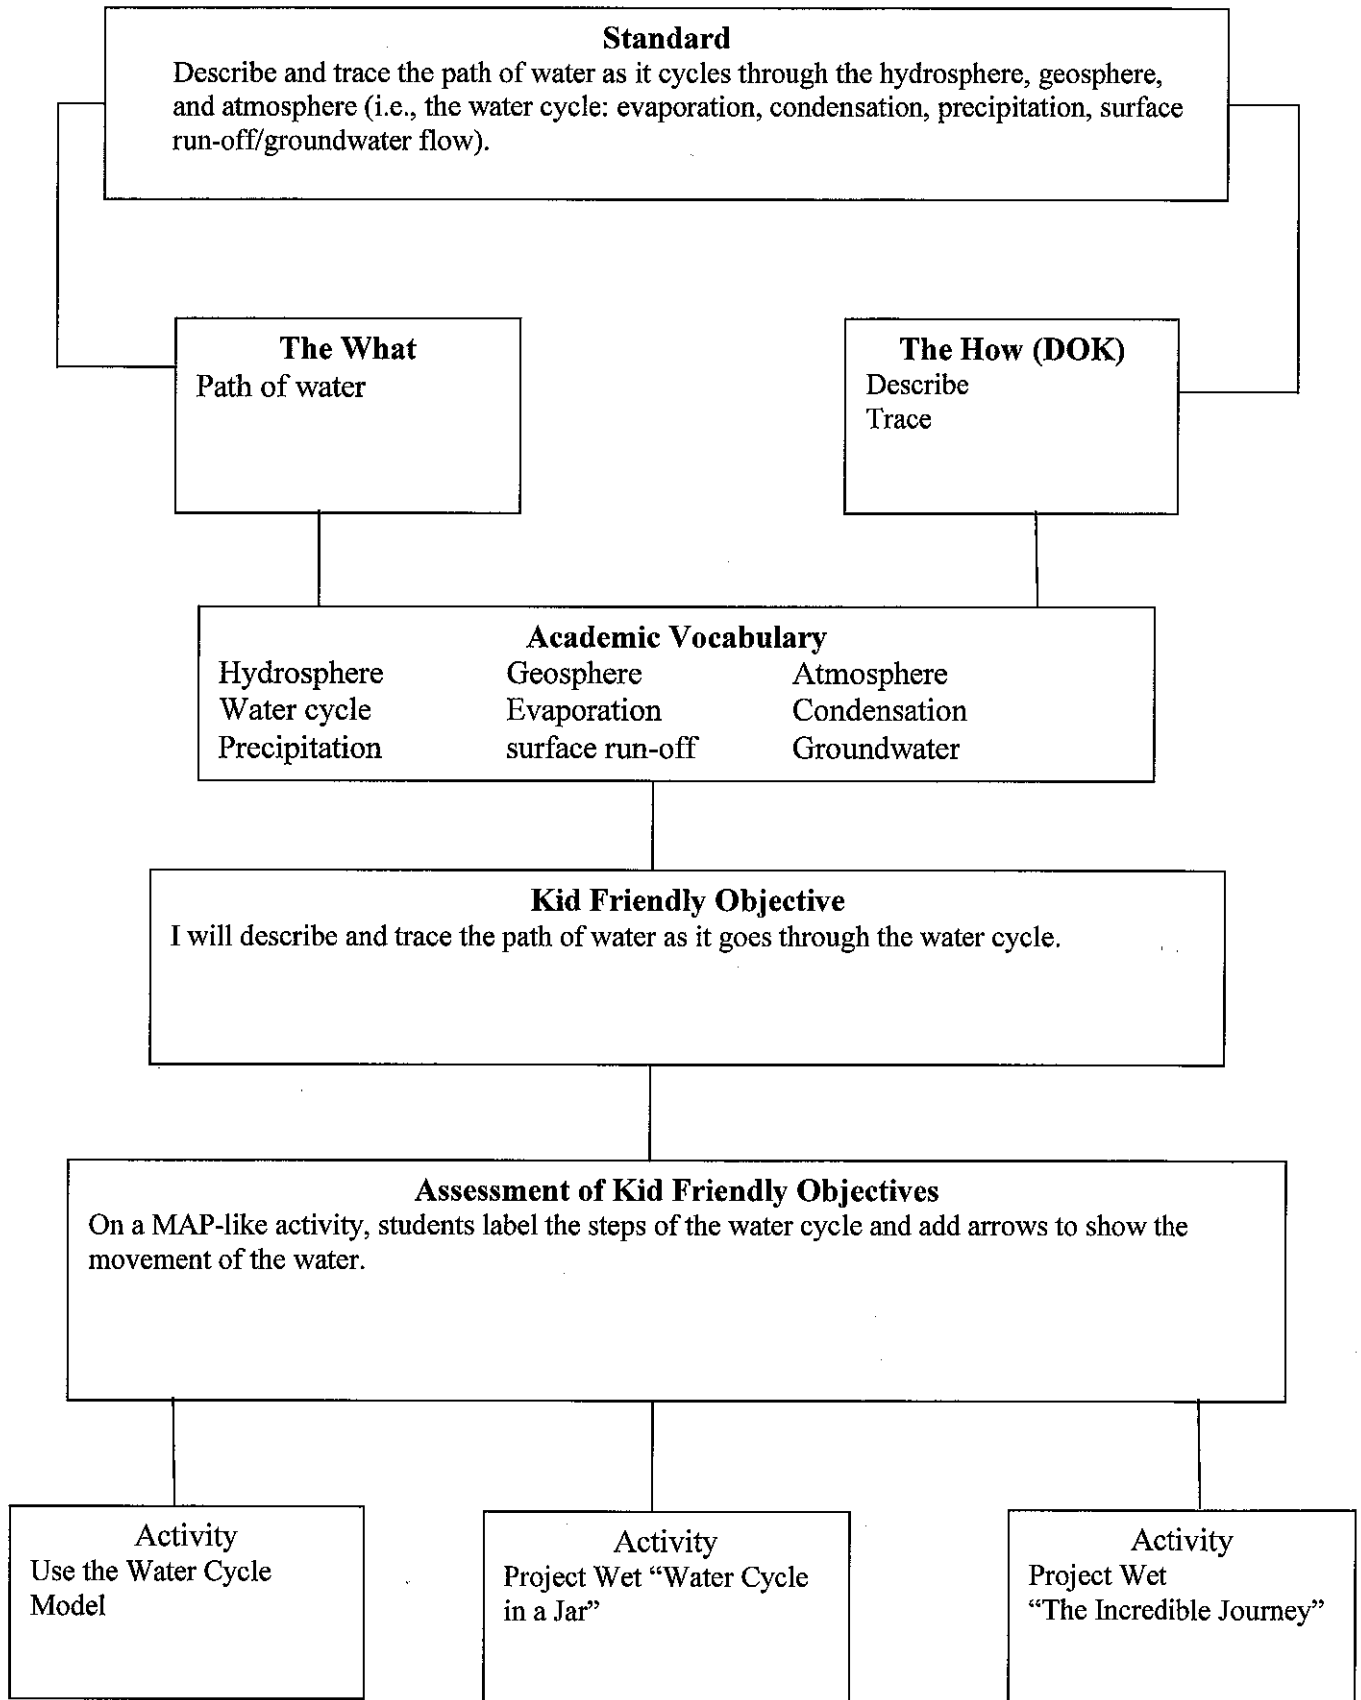 Standard
Describe and trace the path of water as it cycles through the hydrosphere, geosphere,
and atmosphere (i.e., the water cycle: evaporation, condensation, precipitation, surface
run-off/groundwater flow).
The What
Path of water
The How (DOK)
Describe
Trace
Academic Vocabulary
Hydrosphere Geosphere Atmosphere
Water cycle Evaporation Condensation
Precipitation surface run-off Groundwater
Kid Friendly Objective
I will describe and trace the path of water as it goes through the water cycle.
Assessment of Kid Friendly Objectives
On a MAP-like activity, students label the steps of the water cycle and add arrows to show the
movement of the water.
Activity
Use the Water Cycle
Model
Activity
Project Wet “Water Cycle
in a Jar”
Activity
Project Wet
“The Incredible Journey”